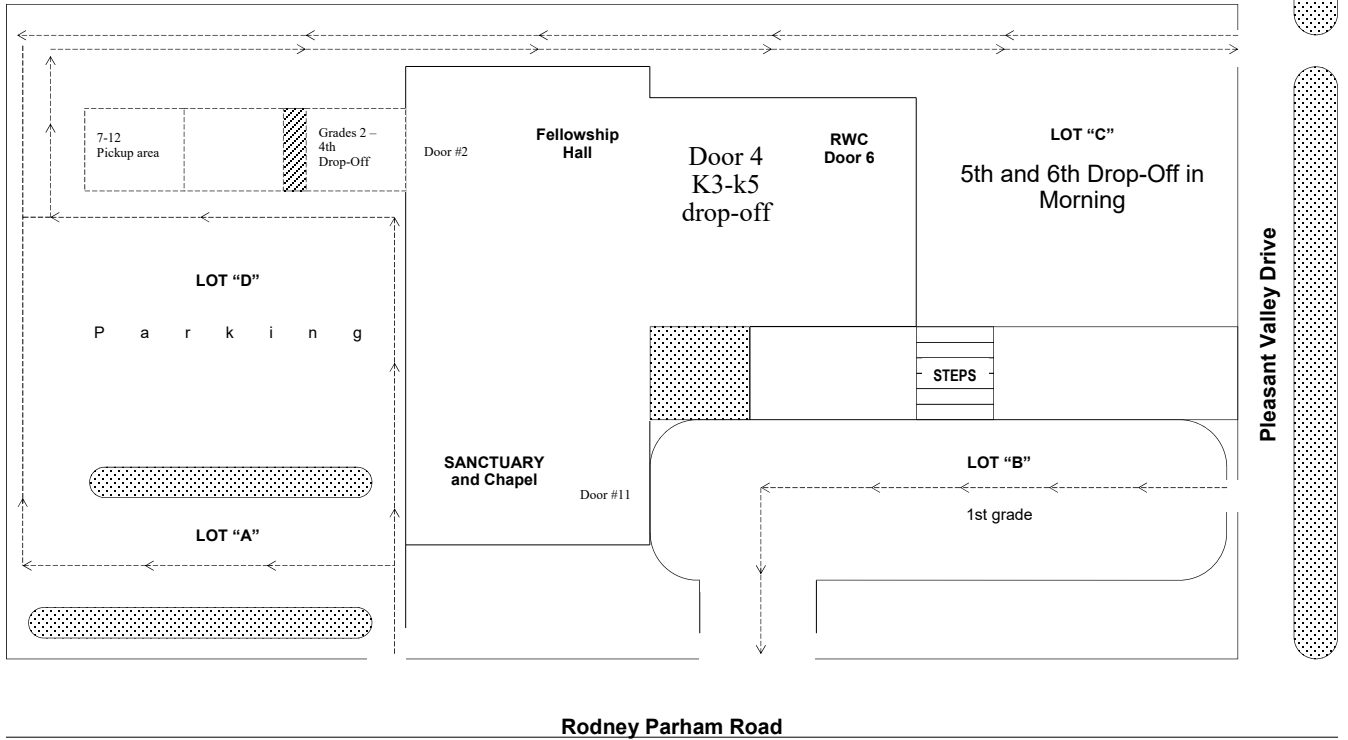 7-12
Pickup area
Grades 2 –
4th
Drop-Off
Door #2
Fellowship
Hall
Door 4
K3-k5
drop-off
RWC
Door 6
LOT “C”
5th and 6th Drop-Off in
Morning
LOT “D”
P a r k i n g
STEPS
Pleasant Valley Drive
SANCTUARY
and Chapel
Door #11
LOT “B”
1st grade
LOT “A”
Rodney Parham Road